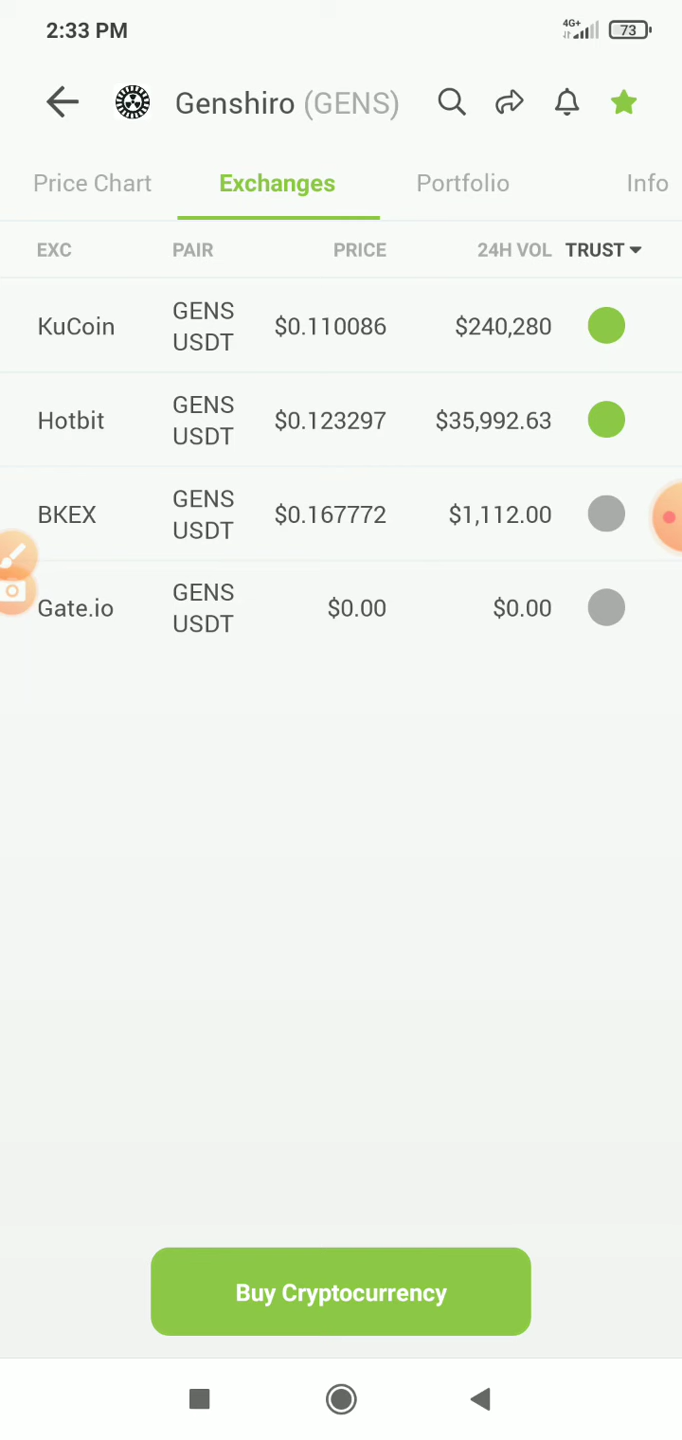 2:33 PM 4G+ 73
Genshiro (GENS)
Price Chart Exchanges Portfolio Info
EXC PAIR PRICE 24H VOL TRUST
KuCoin GENS USDT $0.110086 $240,280
Hotbit GENS USDT $0.123297 $35,992.63
BKEX GENS USDT $0.167772 $1,112.00
Gate.io GENS USDT $0.00 $0.00
Buy Cryptocurrency